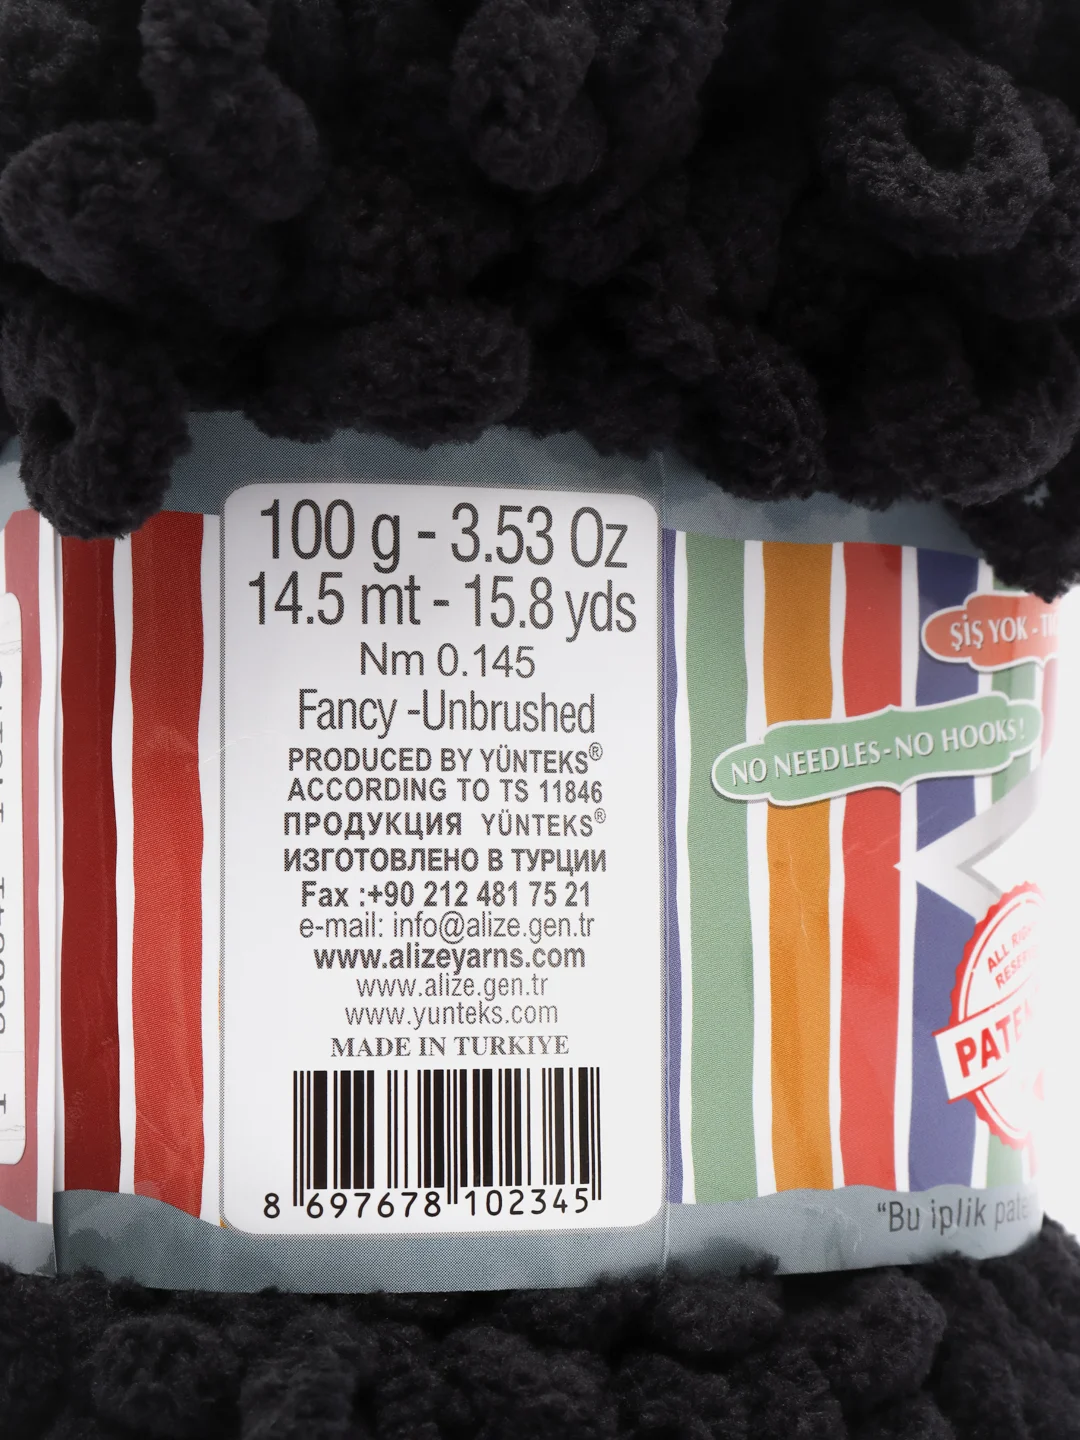 100 g - 3.53 Oz
14.5 mt - 15.8 yds
Nm 0.145
Fancy -Unbrushed
PRODUCED BY YÜNTEKS®
ACCORDING TO TS 11846
ПРОДУКЦИЯ YÜNTEKS®
ИЗГОТОВЛЕНО В ТУРЦИИ
Fax :+90 212 481 75 21
e-mail: info@alize.gen.tr
www.alizeyarns.com
www.alize.gen.tr
www.yunteks.com
MADE IN TURKIYE
8 697678 102345
ŞİŞ YOK -
NO NEEDLES-NO HOOKS!
ALL
"Bu iplik